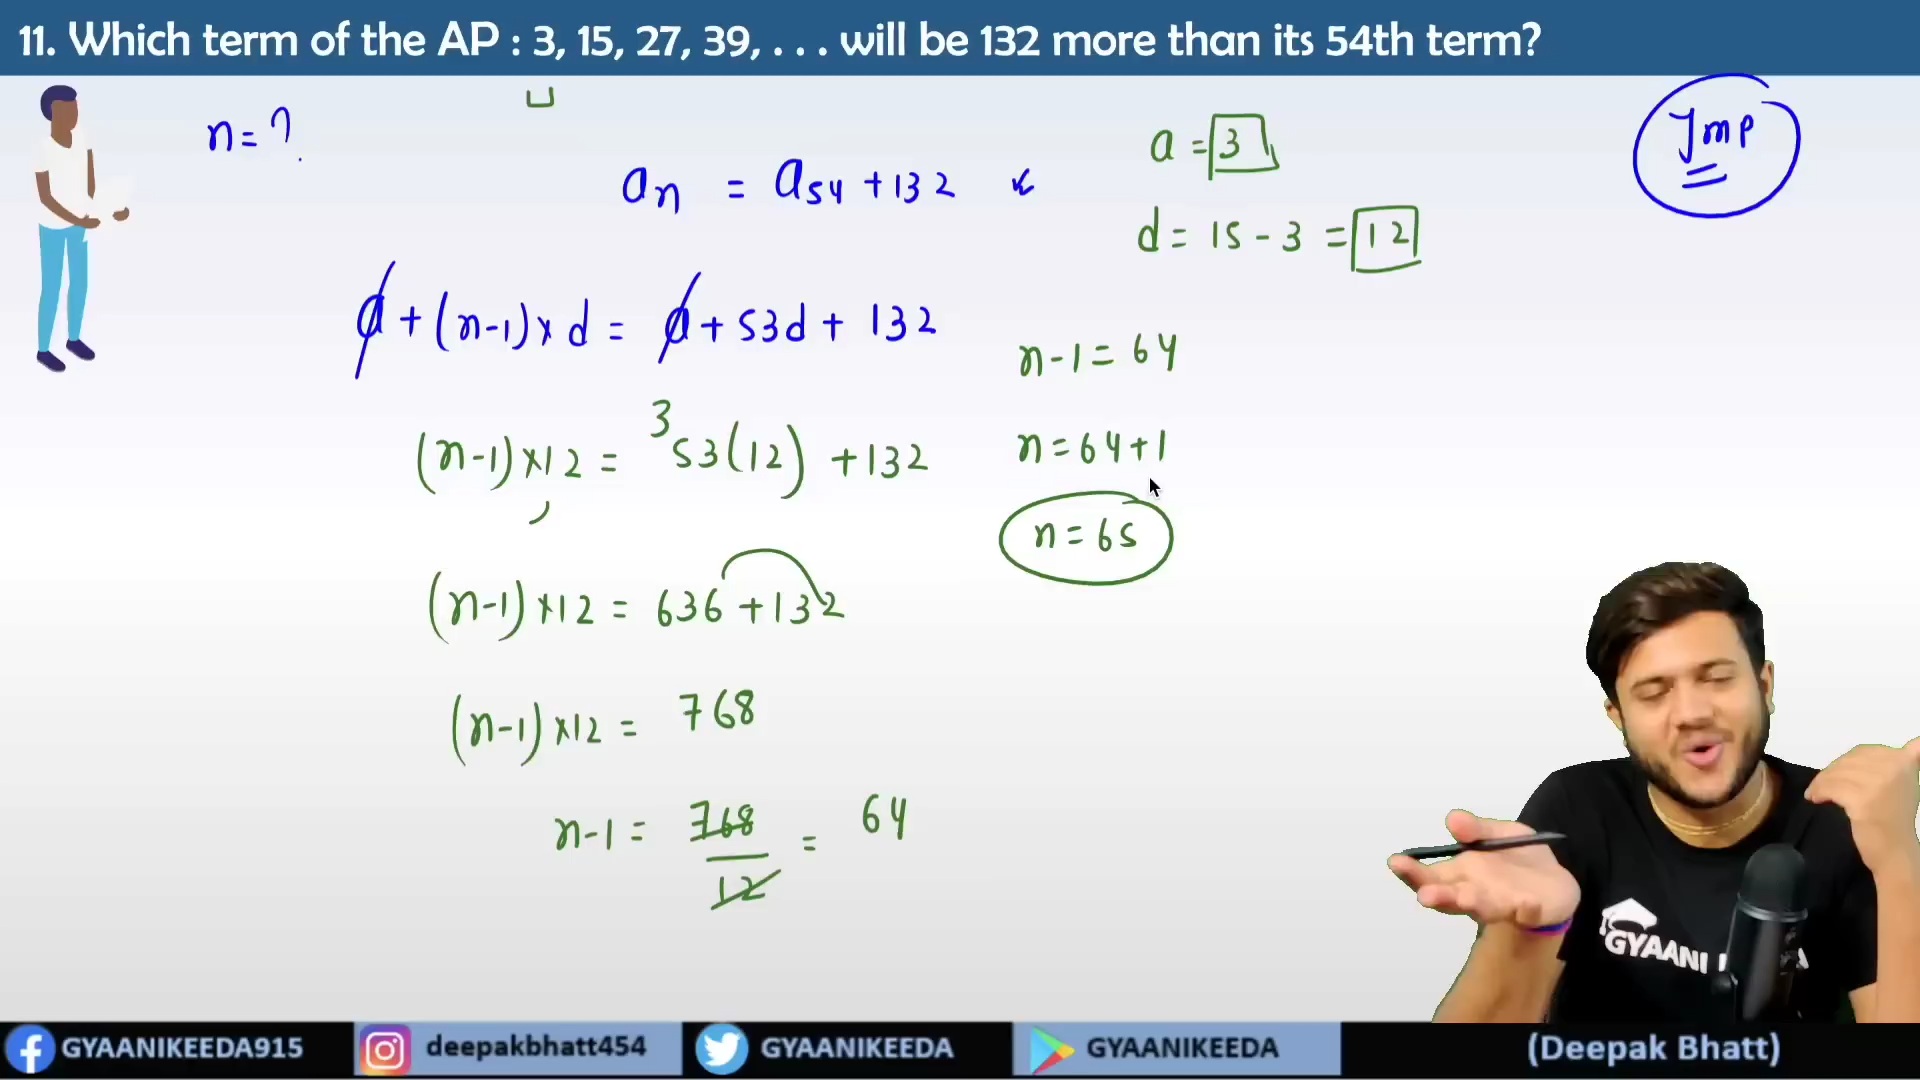 11. Which term of the AP : 3, 15, 27, 39, . . . will be 132 more than its 54th term?
n = ?
an = a54 + 132
a = 3
d = 15 - 3 = 12
Imp
a + (n-1) x d = a + 53d + 132
(n-1) x 12 = 53(12) + 132
3
(n-1) x 12 = 636 + 132
(n-1) x 12 = 768
n-1 = 768/12 = 64
n-1 = 64
n = 64 + 1
n = 65
GYAANI
GYAANIKEEDA915
deepakbhatt454
GYAANIKEEDA
GYAANIKEEDA
(Deepak Bhatt)